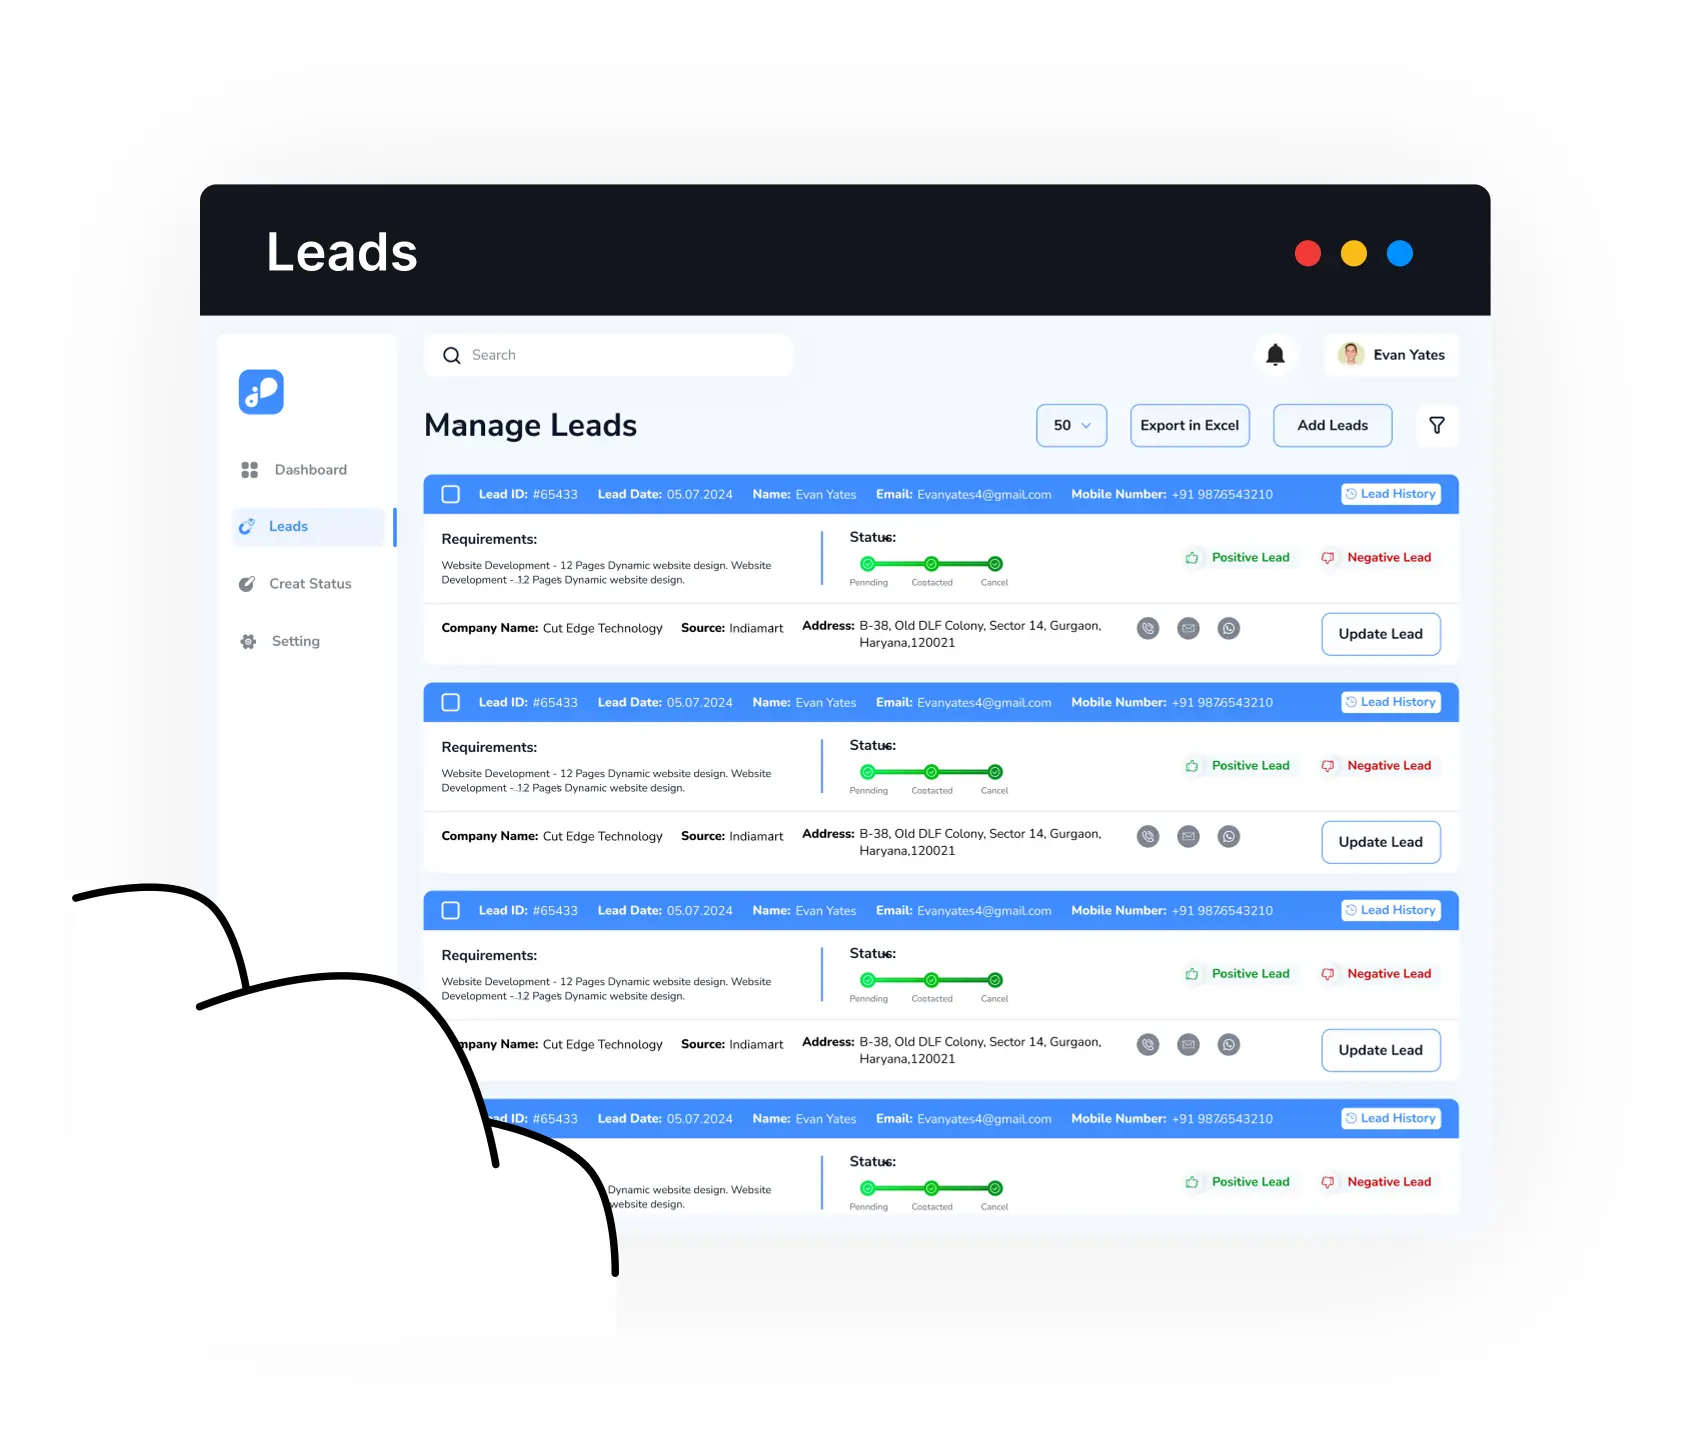 Leads
Search
Evan Yates
Manage Leads
50
Export in Excel
Add Leads
Dashboard
Leads
Creat Status
Setting
Lead ID: #65433 Lead Date: 05.07.2024 Name: Evan Yates Email: Evanyates4@gmail.com Mobile Number: +91 9876543210 Lead History
Requirements:
Website Development - 12 Pages Dynamic website design. Website
Development - 12 Pages Dynamic website design.
Status:
Pennding Contacted Cancel
Positive Lead Negative Lead
Company Name: Cut Edge Technology Source: Indiamart Address: B-38, Old DLF Colony, Sector 14, Gurgaon,
Haryana,120021
Update Lead
Lead ID: #65433 Lead Date: 05.07.2024 Name: Evan Yates Email: Evanyates4@gmail.com Mobile Number: +91 9876543210 Lead History
Requirements:
Website Development - 12 Pages Dynamic website design. Website
Development - 12 Pages Dynamic website design.
Status:
Pennding Contacted Cancel
Positive Lead Negative Lead
Company Name: Cut Edge Technology Source: Indiamart Address: B-38, Old DLF Colony, Sector 14, Gurgaon,
Haryana,120021
Update Lead
Lead ID: #65433 Lead Date: 05.07.2024 Name: Evan Yates Email: Evanyates4@gmail.com Mobile Number: +91 9876543210 Lead History
Requirements:
Website Development - 12 Pages Dynamic website design. Website
Development - 12 Pages Dynamic website design.
Status:
Pennding Contacted Cancel
Positive Lead Negative Lead
mpany Name: Cut Edge Technology Source: Indiamart Address: B-38, Old DLF Colony, Sector 14, Gurgaon,
Haryana,120021
Update Lead
ad ID: #65433 Lead Date: 05.07.2024 Name: Evan Yates Email: Evanyates4@gmail.com Mobile Number: +91 9876543210 Lead History
Dynamic website design. Website
website design.
Status:
Pennding Contacted Cancel
Positive Lead Negative Lead